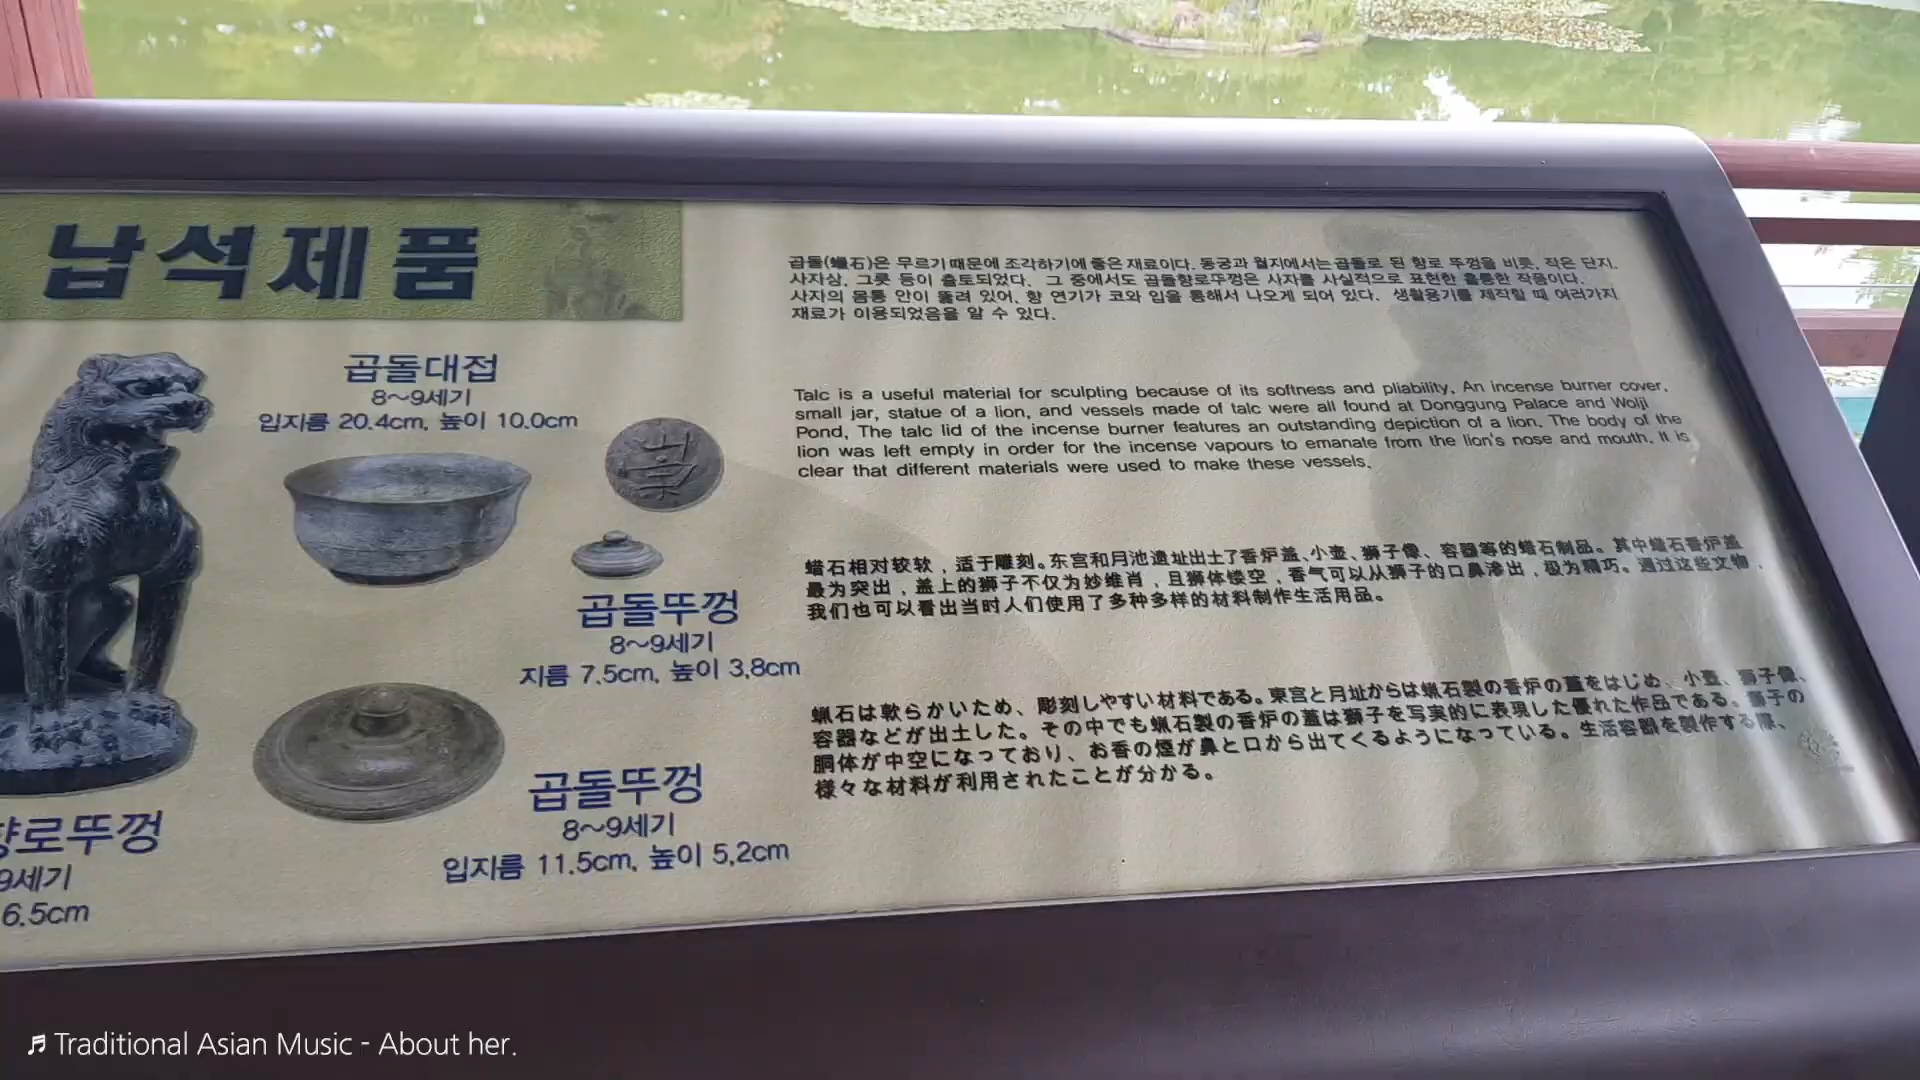 납석제품
곱돌대접
8~9세기
입지름 20.4cm, 높이 10.0cm
곱돌뚜껑
8~9세기
지름 7.5cm, 높이 3.8cm
곱돌뚜껑
8~9세기
입지름 11.5cm, 높이 5.2cm
향로뚜껑
9세기
6.5cm
곱돌(蠟石)은 무르기 때문에 조각하기에 좋은 재료이다. 동궁과 월지에서는 곱돌로 된 향로 뚜껑을 비롯, 작은 단지,
사자상, 그릇 등이 출토되었다. 그 중에서도 곱돌향로뚜껑은 사자를 사실적으로 표현한 훌륭한 작품이다.
사자의 몸통 안이 뚫려 있어, 향 연기가 코와 입을 통해서 나오게 되어 있다. 생활용기를 제작할 때 여러가지
재료가 이용되었음을 알 수 있다.
Talc is a useful material for sculpting because of its softness and pliability. An incense burner cover,
small jar, statue of a lion, and vessels made of talc were all found at Donggung Palace and Wolji
Pond. The talc lid of the incense burner features an outstanding depiction of a lion. The body of the
lion was left empty in order for the incense vapours to emanate from the lion's nose and mouth. It is
clear that different materials were used to make these vessels.
蜡石相对较软，适于雕刻。东宫和月池遗址出土了香炉盖、小壶、狮子像、容器等的蜡石制品。其中蜡石香炉盖
最为突出，盖上的狮子不仅为妙维肖，且狮体镂空，香气可以从狮子的口鼻渗出，极为精巧。通过这些文物，
我们也可以看出当时人们使用了多种多样的材料制作生活用品。
蝋石は軟らかいため、彫刻しやすい材料である。東宮と月址からは蝋石製の香炉の蓋をはじめ、小壺、獅子像、
容器などが出土した。その中でも蝋石製の香炉の蓋は獅子を写実的に表現した優れた作品である。獅子の
胴体が中空になっており、お香の煙が鼻と口から出てくるようになっている。生活容器を製作する際、
様々な材料が利用されたことが分かる。
♬ Traditional Asian Music - About her.